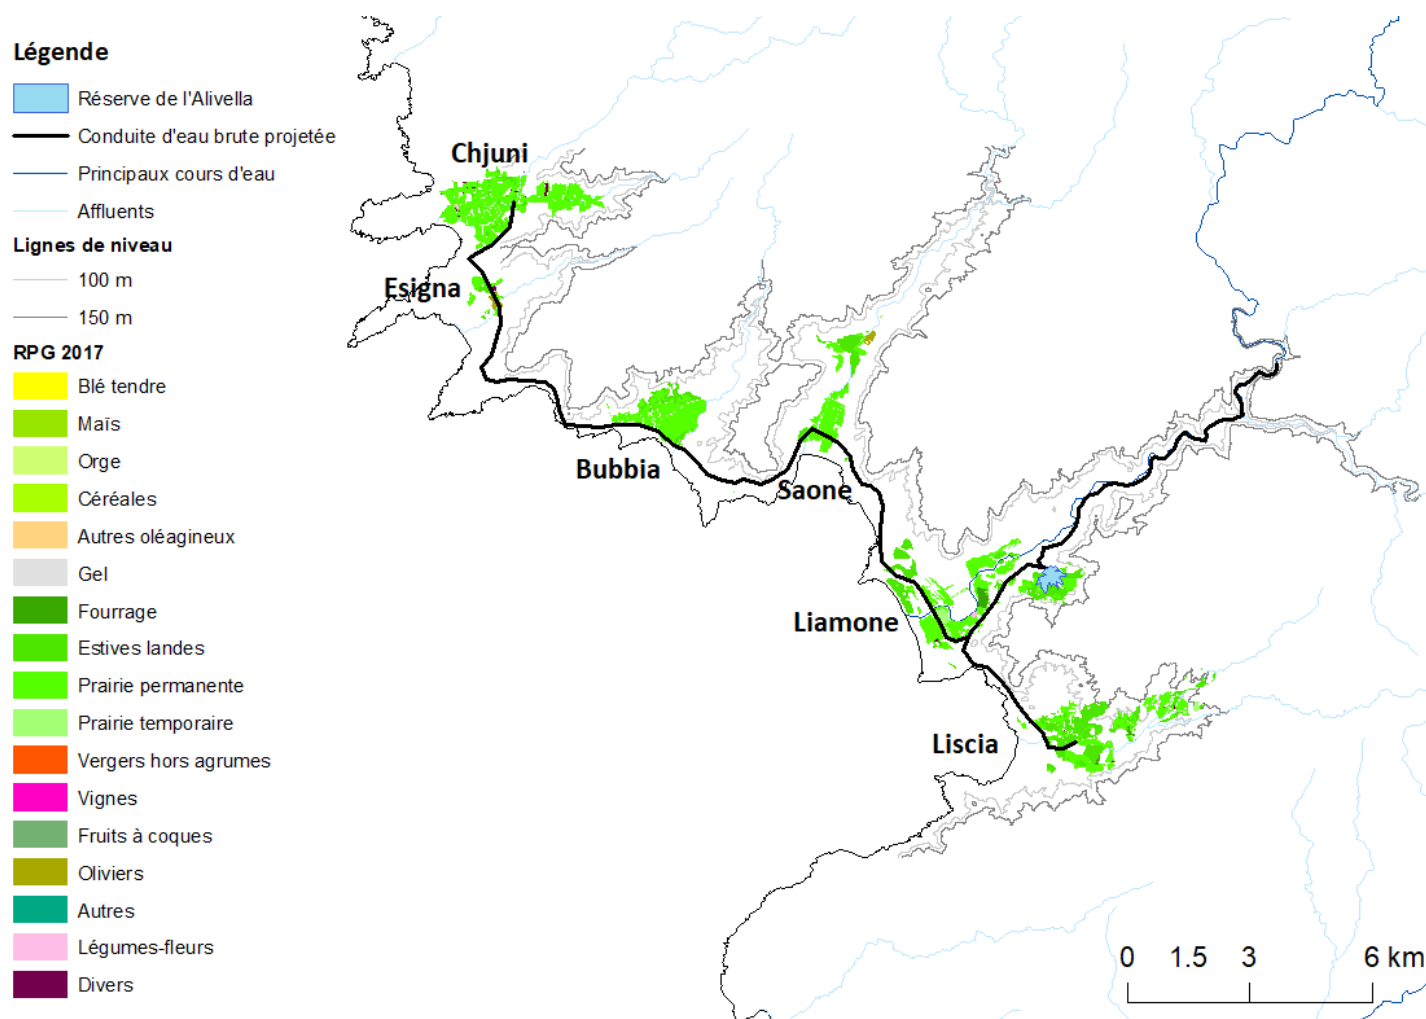 Légende
Réserve de l'Alivella
Conduite d'eau brute projetée
Principaux cours d'eau
Affluents
Lignes de niveau
100 m
150 m
RPG 2017
Blé tendre
Maïs
Orge
Céréales
Autres oléagineux
Gel
Fourrage
Estives landes
Prairie permanente
Prairie temporaire
Vergers hors agrumes
Vignes
Fruits à coques
Oliviers
Autres
Légumes-fleurs
Divers
Chjuni
Esigna
Bubbia
Saone
Liamone
Liscia
0 1.5 3 6 km